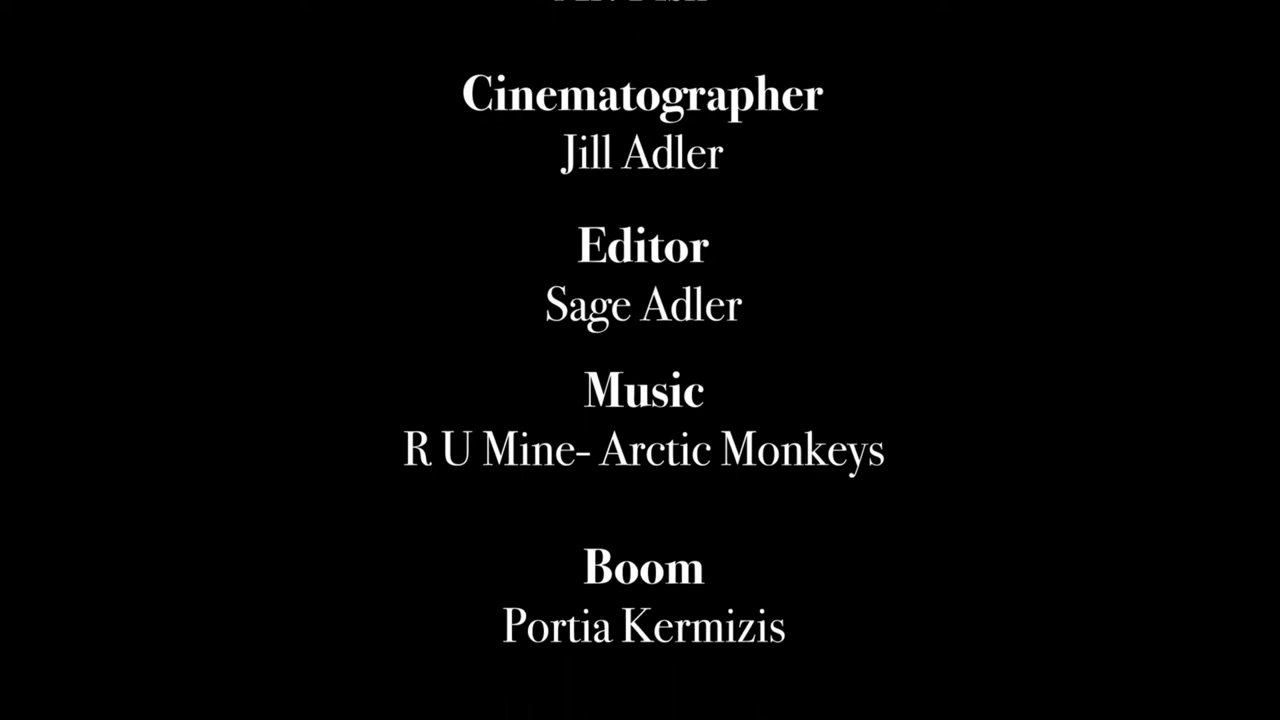 Cinematographer
Jill Adler
Editor
Sage Adler
Music
R U Mine- Arctic Monkeys
Boom
Portia Kermizis